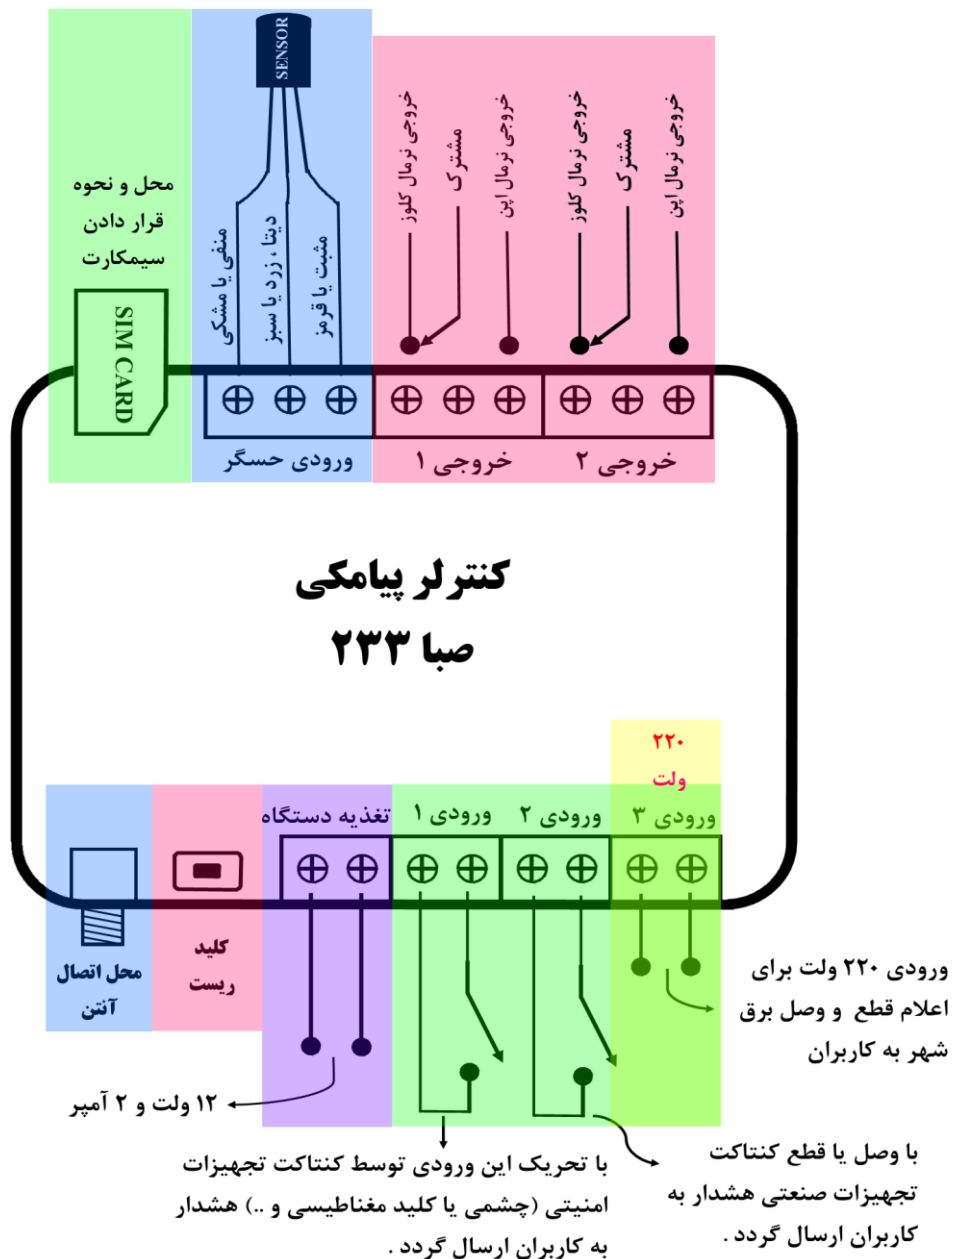 SENSOR
محل و نحوه
قرار دادن
سیمکارت
SIM CARD
منفی یا مشکی
دیتا ، زرد یا سبز
مثبت یا قرمز
خروجی نرمال کلوز
مشترک
خروجی نرمال اپن
خروجی نرمال کلوز
مشترک
خروجی نرمال اپن
ورودی حسگر
خروجی ۱
خروجی ۲
کنترلر پیامکی
صبا ۲۳۳
۲۲۰
ولت
تغذیه دستگاه
ورودی ۱
ورودی ۲
ورودی ۳
محل اتصال
آنتن
کلید
ریست
۱۲ ولت و ۲ آمپر
ورودی ۲۲۰ ولت برای
اعلام قطع و وصل برق
شهر به کاربران
با تحریک این ورودی توسط کنتاکت تجهیزات
امنیتی (چشمی یا کلید مغناطیسی و ..) هشدار
به کاربران ارسال گردد .
با وصل یا قطع کنتاکت
تجهیزات صنعتی هشدار به
کاربران ارسال گردد .